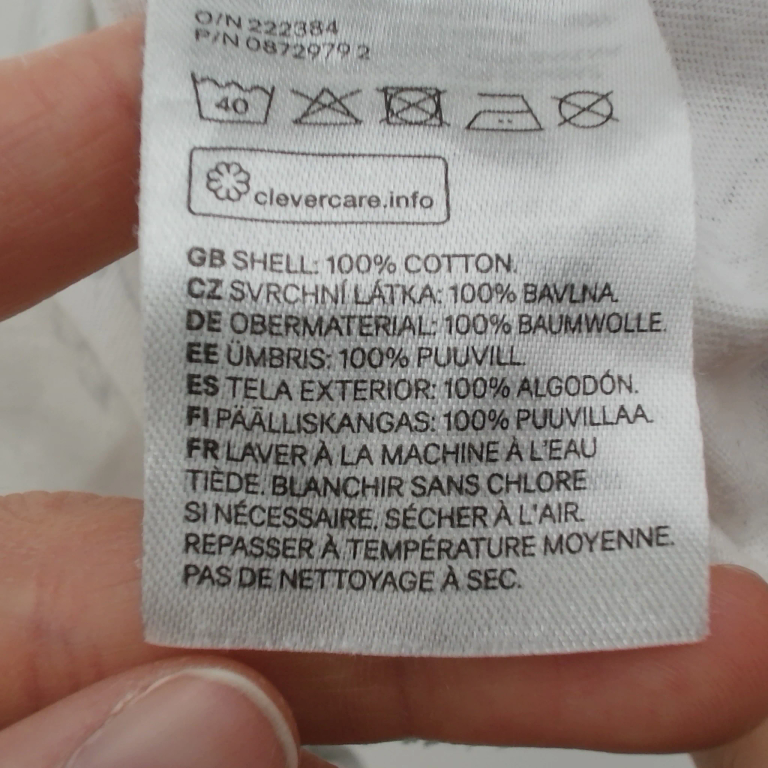 O/N 222384
P/N 0872979 2
40
clevercare.info
GB SHELL: 100% COTTON.
CZ SVRCHNÍ LÁTKA: 100% BAVLNA.
DE OBERMATERIAL: 100% BAUMWOLLE.
EE ÜMBRIS: 100% PUUVILL.
ES TELA EXTERIOR: 100% ALGODÓN.
FI PÄÄLLISKANGAS: 100% PUUVILLAA.
FR LAVER À LA MACHINE À L'EAU
TIÈDE. BLANCHIR SANS CHLORE
SI NÉCESSAIRE. SÉCHER À L'AIR.
REPASSER À TEMPÉRATURE MOYENNE.
PAS DE NETTOYAGE À SEC.